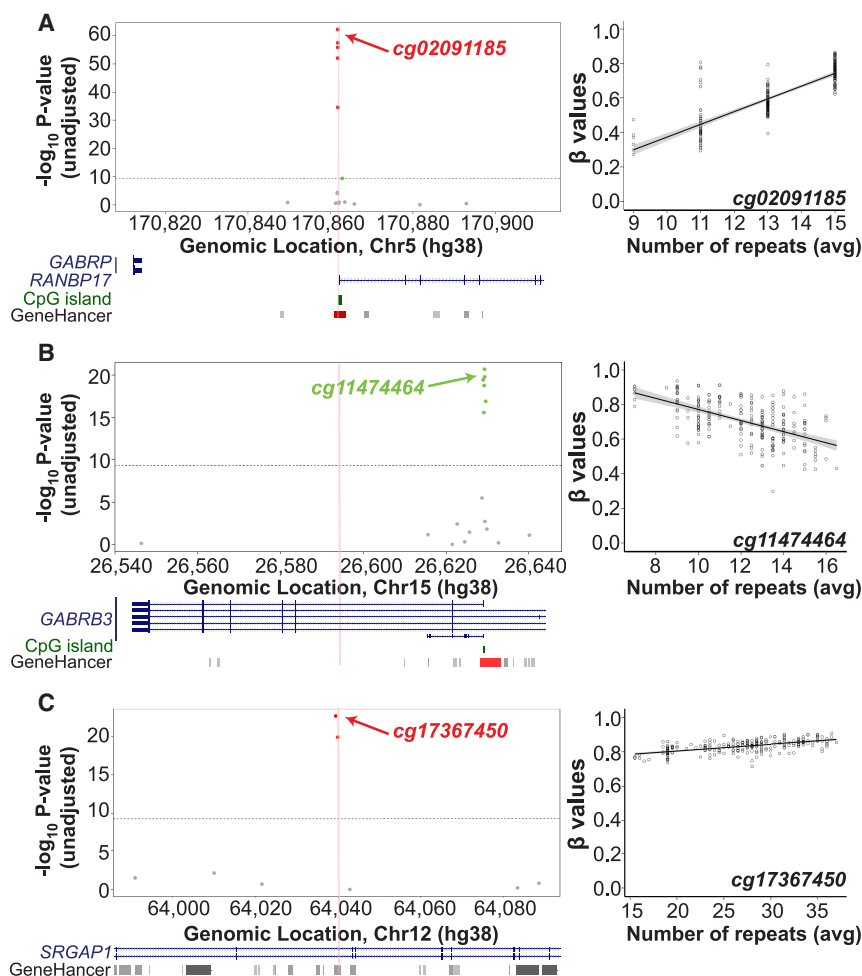 A
-log10 P-value
(unadjusted)
60
50
40
30
20
10
0
cg02091185
170,820
170,840
170,860
170,880
170,900
Genomic Location, Chr5 (hg38)
GABRP
RANBP17
CpG island
GeneHancer
β values
1.0
0.8
0.6
0.4
0.2
0.0
cg02091185
9
10
11
12
13
14
15
Number of repeats (avg)
B
-log10 P-value
(unadjusted)
20
15
10
5
0
cg11474464
26,540
26,560
26,580
26,600
26,620
26,640
Genomic Location, Chr15 (hg38)
GABRB3
CpG island
GeneHancer
β values
1.0
0.8
0.6
0.4
0.2
0.0
cg11474464
8
10
12
14
16
Number of repeats (avg)
C
-log10 P-value
(unadjusted)
20
15
10
5
0
cg17367450
64,000
64,020
64,040
64,060
64,080
Genomic Location, Chr12 (hg38)
SRGAP1
GeneHancer
β values
1.0
0.8
0.6
0.4
0.2
0.0
cg17367450
15
20
25
30
35
Number of repeats (avg)